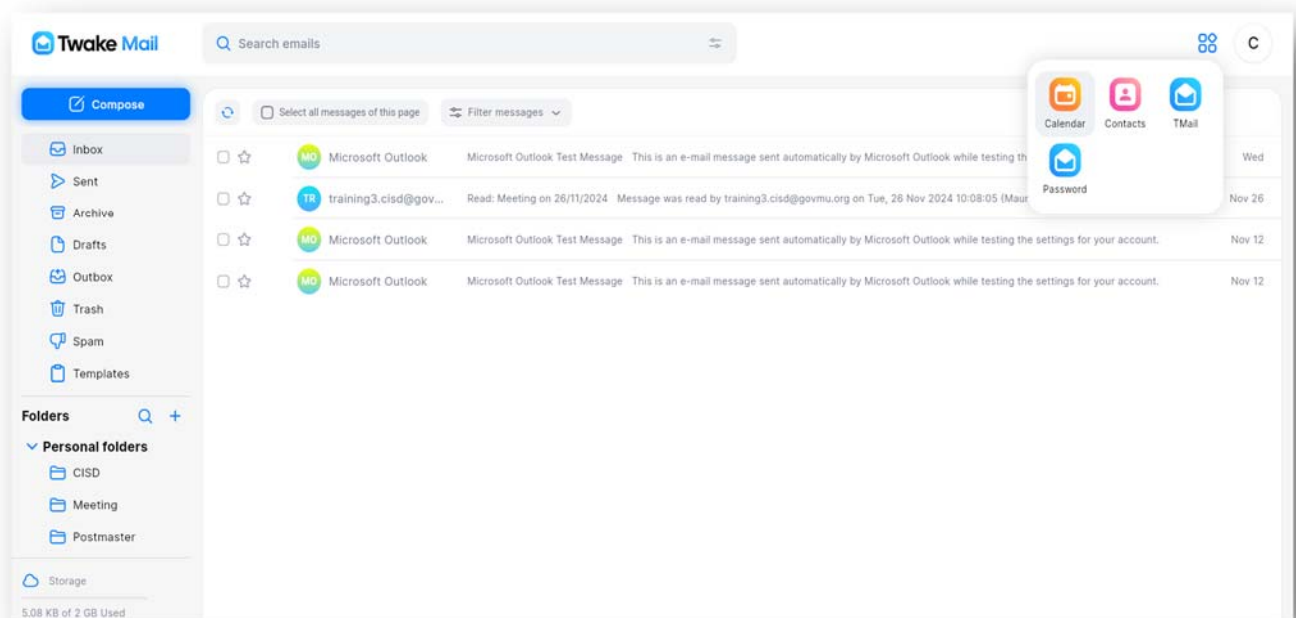 Twake Mail
Search emails
C
Compose
Select all messages of this page
Filter messages
Calendar
Contacts
TMail
Password
Inbox
Sent
Archive
Drafts
Outbox
Trash
Spam
Templates
Folders
Personal folders
CISD
Meeting
Postmaster
Storage
5.08 KB of 2 GB Used
MO Microsoft Outlook Microsoft Outlook Test Message This is an e-mail message sent automatically by Microsoft Outlook while testing th Wed
TR training3.cisd@gov... Read: Meeting on 26/11/2024 Message was read by training3.cisd@govmu.org on Tue, 26 Nov 2024 10:08:05 (Maur Nov 26
MO Microsoft Outlook Microsoft Outlook Test Message This is an e-mail message sent automatically by Microsoft Outlook while testing the settings for your account. Nov 12
MO Microsoft Outlook Microsoft Outlook Test Message This is an e-mail message sent automatically by Microsoft Outlook while testing the settings for your account. Nov 12